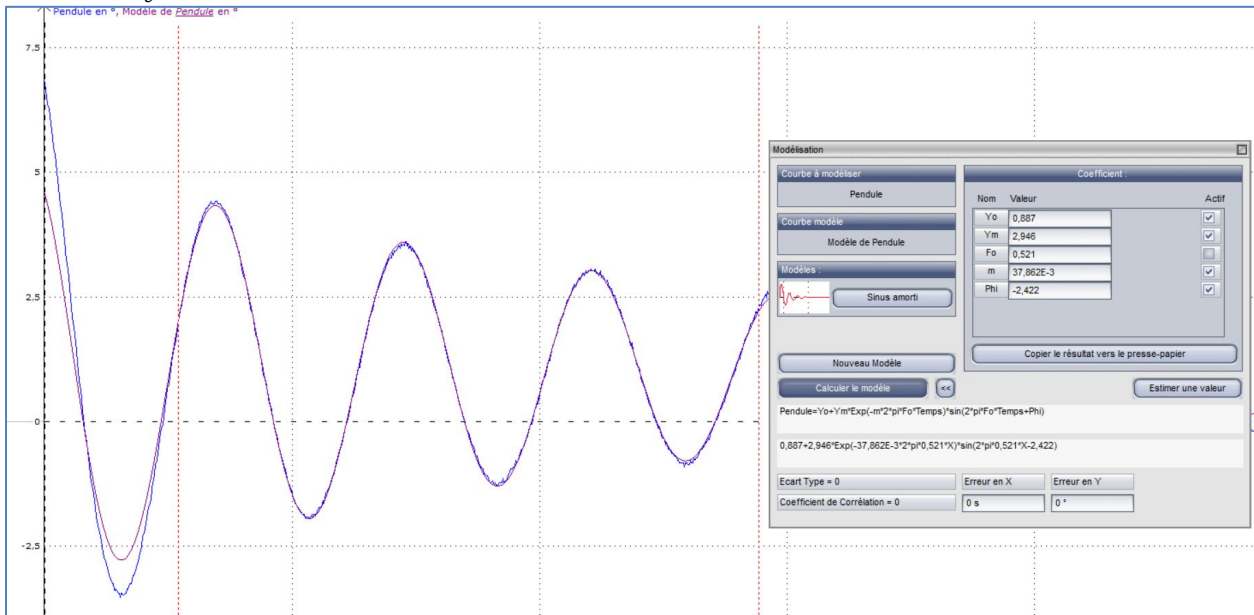 Pendule en °, Modèle de Pendule en °
7.5
5
2.5
0
-2.5
Modélisation
Courbe à modéliser
Pendule
Courbe modèle
Modèle de Pendule
Modèles :
Sinus amorti
Nouveau Modèle
Calculer le modèle
<<
Coefficient :
Nom Valeur Actif
Yo 0,887
Ym 2,946
Fo 0,521
m 37,862E-3
Phi -2,422
Copier le résultat vers le presse-papier
Estimer une valeur
Pendule=Yo+Ym*Exp(-m*2*pi*Fo*Temps)*sin(2*pi*Fo*Temps+Phi)
0,887+2,946*Exp(-37,862E-3*2*pi*0,521*X)*sin(2*pi*0,521*X-2,422)
Ecart Type = 0 Erreur en X Erreur en Y
Coefficient de Corrélation = 0 0 s 0 °